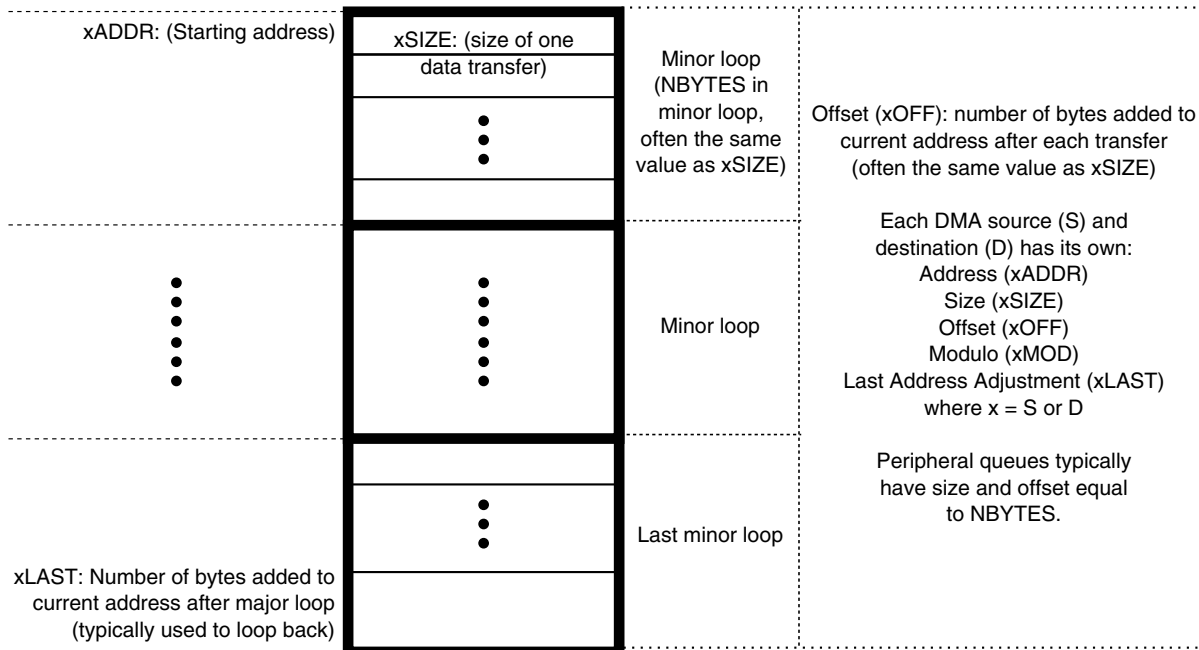 xADDR: (Starting address)
xSIZE: (size of one
data transfer)
Minor loop
(NBYTES in
minor loop,
often the same
value as xSIZE)
Offset (xOFF): number of bytes added to
current address after each transfer
(often the same value as xSIZE)
Each DMA source (S) and
destination (D) has its own:
Address (xADDR)
Size (xSIZE)
Offset (xOFF)
Modulo (xMOD)
Last Address Adjustment (xLAST)
where x = S or D
Peripheral queues typically
have size and offset equal
to NBYTES.
Minor loop
Last minor loop
xLAST: Number of bytes added to
current address after major loop
(typically used to loop back)